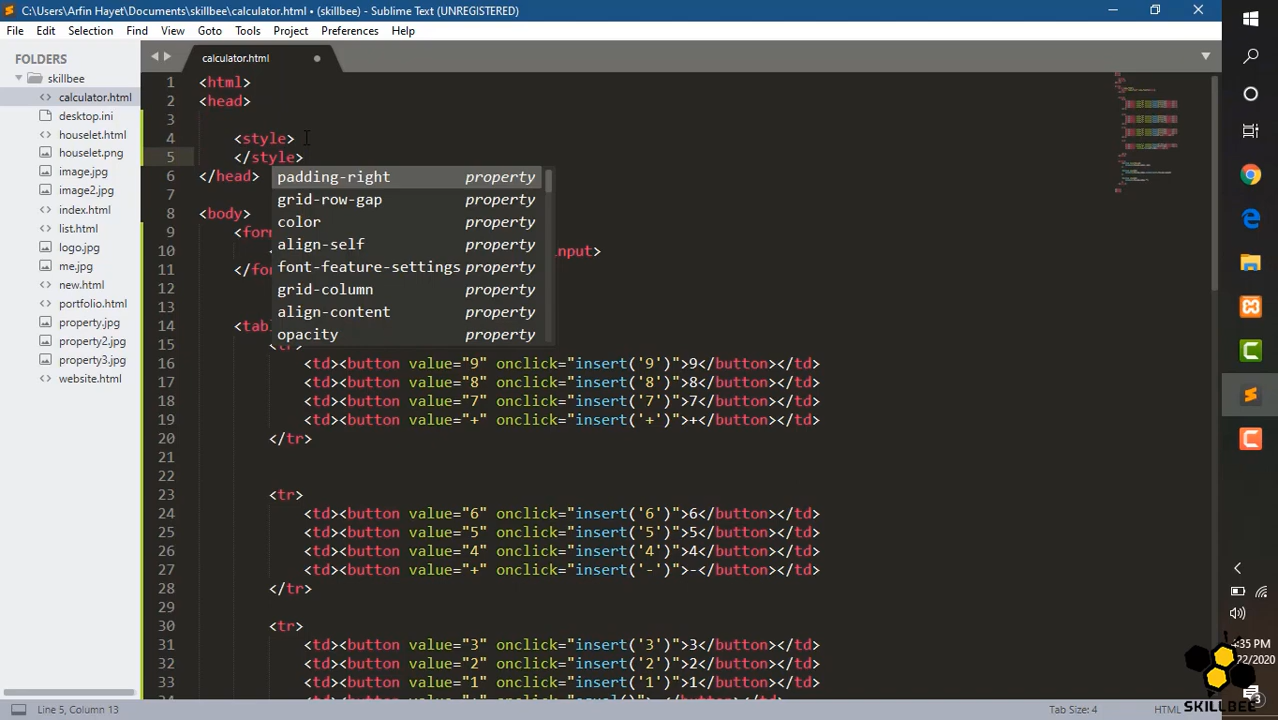 C:\Users\Arfin Hayet\Documents\skillbee\calculator.html • (skillbee) - Sublime Text (UNREGISTERED)
File Edit Selection Find View Goto Tools Project Preferences Help
FOLDERS
skillbee
calculator.html
desktop.ini
houselet.html
houselet.png
image.jpg
image2.jpg
index.html
list.html
logo.jpg
me.jpg
new.html
portfolio.html
property.jpg
property2.jpg
property3.jpg
website.html
calculator.html
1 <html>
2 <head>
3
4 <style>
5 </style>
6 </head>
7
8 <body>
9 <form
10 < input>
11 </fo
12
13
14 <tabl
15 <tr>
16 <td><button value="9" onclick="insert('9')">9</button></td>
17 <td><button value="8" onclick="insert('8')">8</button></td>
18 <td><button value="7" onclick="insert('7')">7</button></td>
19 <td><button value="+" onclick="insert('+')">+</button></td>
20 </tr>
21
22
23 <tr>
24 <td><button value="6" onclick="insert('6')">6</button></td>
25 <td><button value="5" onclick="insert('5')">5</button></td>
26 <td><button value="4" onclick="insert('4')">4</button></td>
27 <td><button value="+" onclick="insert('-')">-</button></td>
28 </tr>
29
30 <tr>
31 <td><button value="3" onclick="insert('3')">3</button></td>
32 <td><button value="2" onclick="insert('2')">2</button></td>
33 <td><button value="1" onclick="insert('1')">1</button></td>
padding-right property
grid-row-gap property
color property
align-self property
font-feature-settings property
grid-column property
align-content property
opacity property
Line 5, Column 13
Tab Size: 4
HTML
:35 PM
/22/2020
3
SKILLBEE